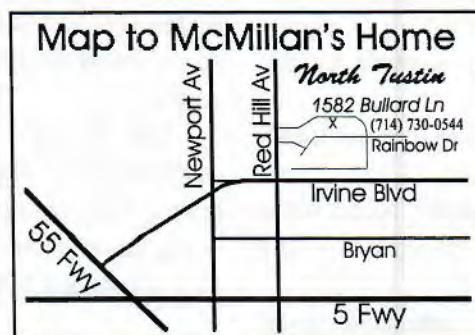 Map to McMillan's Home
North Tustin
1582 Bullard Ln
X
(714) 730-0544
Rainbow Dr
Newport Av
Red Hill Av
Irvine Blvd
Bryan
55 Fwy
5 Fwy